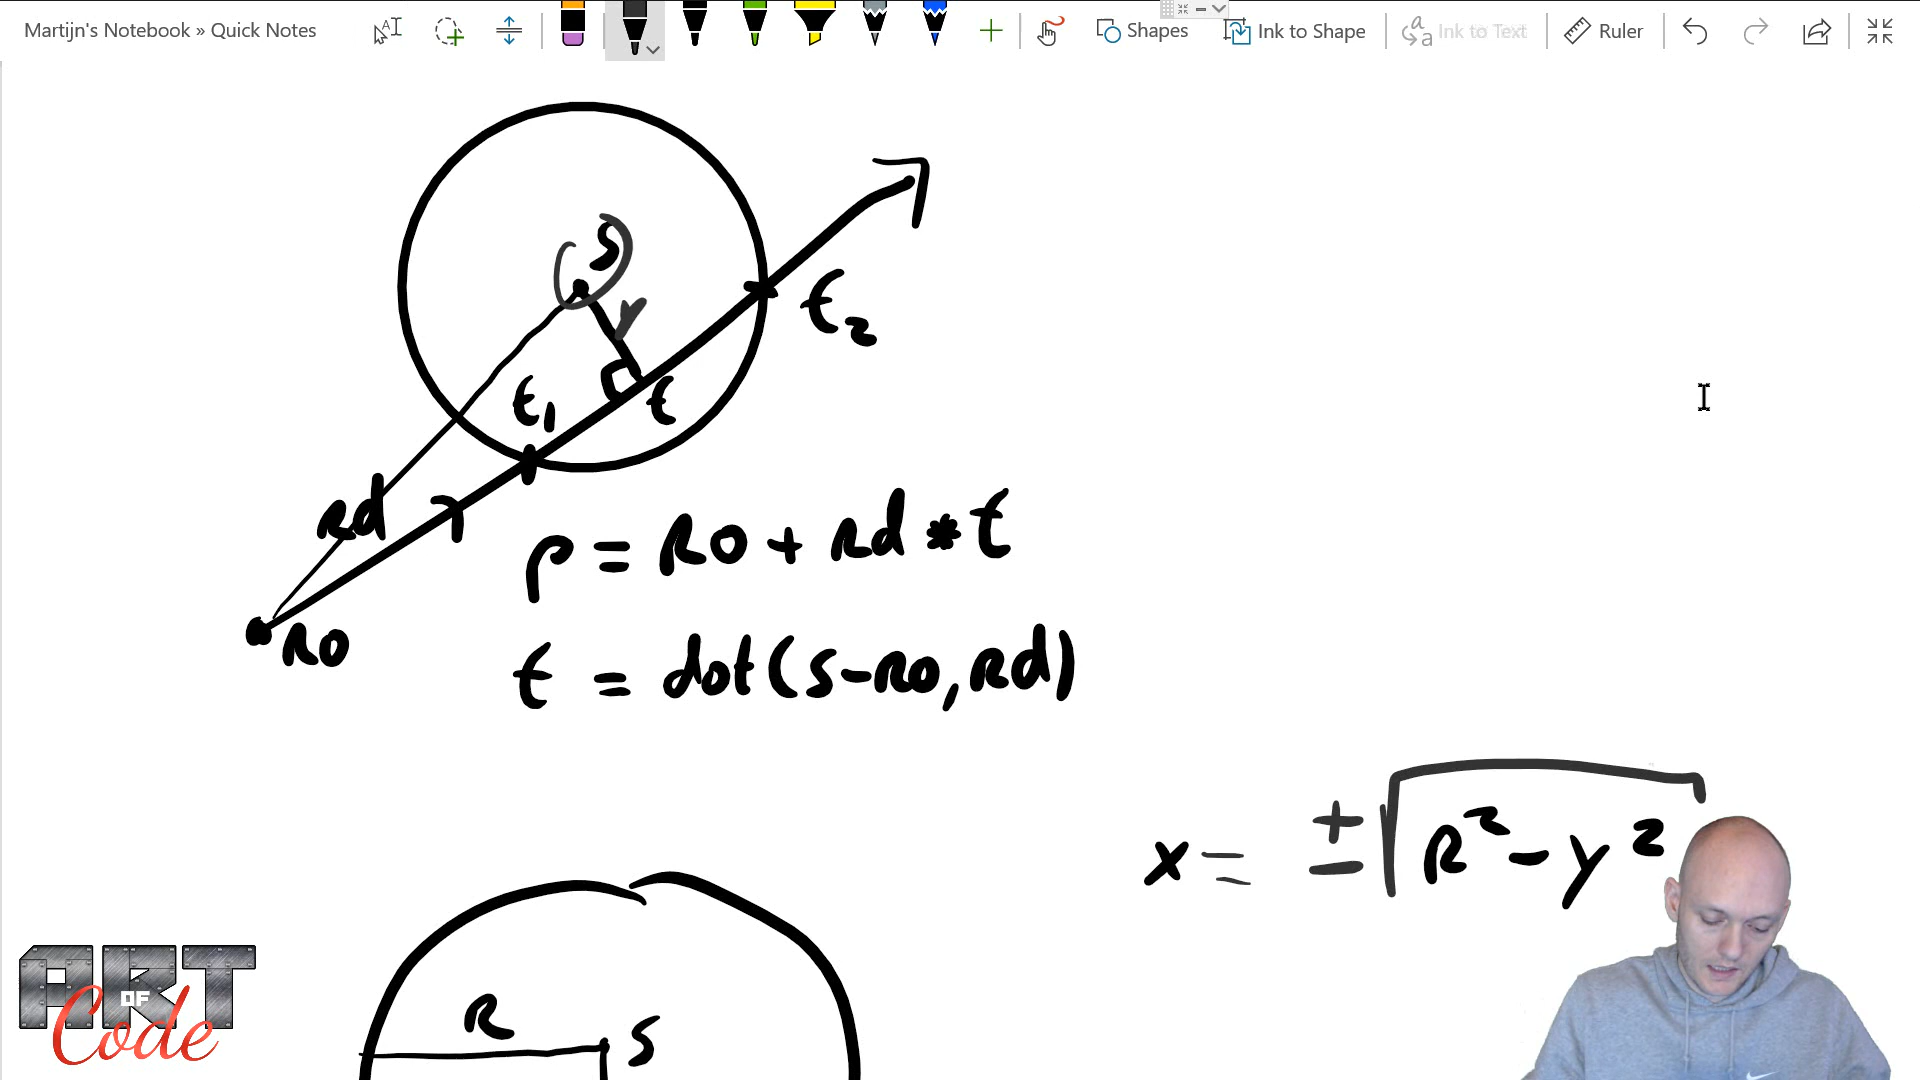 Martijn's Notebook » Quick Notes
Shapes
Ink to Shape
Ink to Text
Ruler
S
y
t2
t1
t
Rd
p = Ro + Rd * t
Ro
t = dot(S-Ro, Rd)
x = ± √R² - y²
ART OF Code
R
S